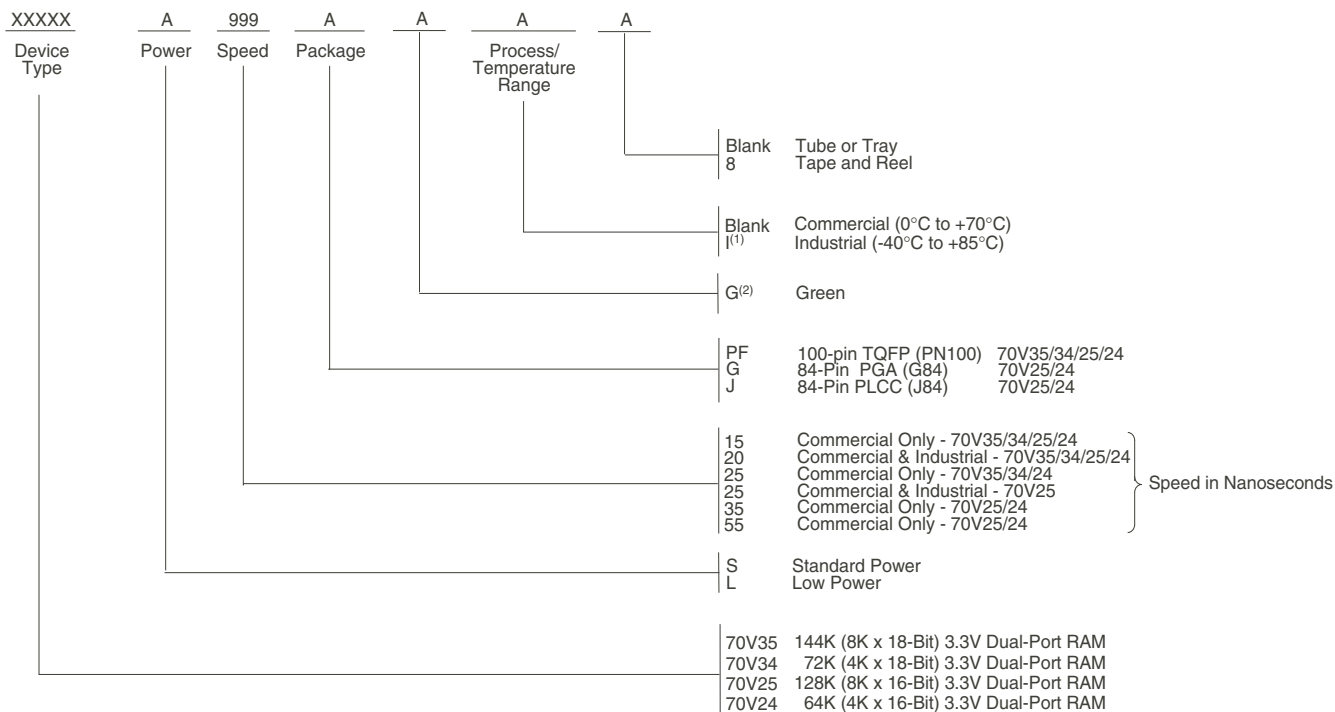 XXXXX A 999 A A A A
Device Type Power Speed Package Process/ Temperature Range
Blank Tube or Tray
8 Tape and Reel
Blank Commercial (0°C to +70°C)
I(1) Industrial (-40°C to +85°C)
G(2) Green
PF 100-pin TQFP (PN100) 70V35/34/25/24
G 84-Pin PGA (G84) 70V25/24
J 84-Pin PLCC (J84) 70V25/24
15 Commercial Only - 70V35/34/25/24
20 Commercial & Industrial - 70V35/34/25/24
25 Commercial Only - 70V35/34/24
25 Commercial & Industrial - 70V25
35 Commercial Only - 70V25/24
55 Commercial Only - 70V25/24
Speed in Nanoseconds
S Standard Power
L Low Power
70V35 144K (8K x 18-Bit) 3.3V Dual-Port RAM
70V34 72K (4K x 18-Bit) 3.3V Dual-Port RAM
70V25 128K (8K x 16-Bit) 3.3V Dual-Port RAM
70V24 64K (4K x 16-Bit) 3.3V Dual-Port RAM